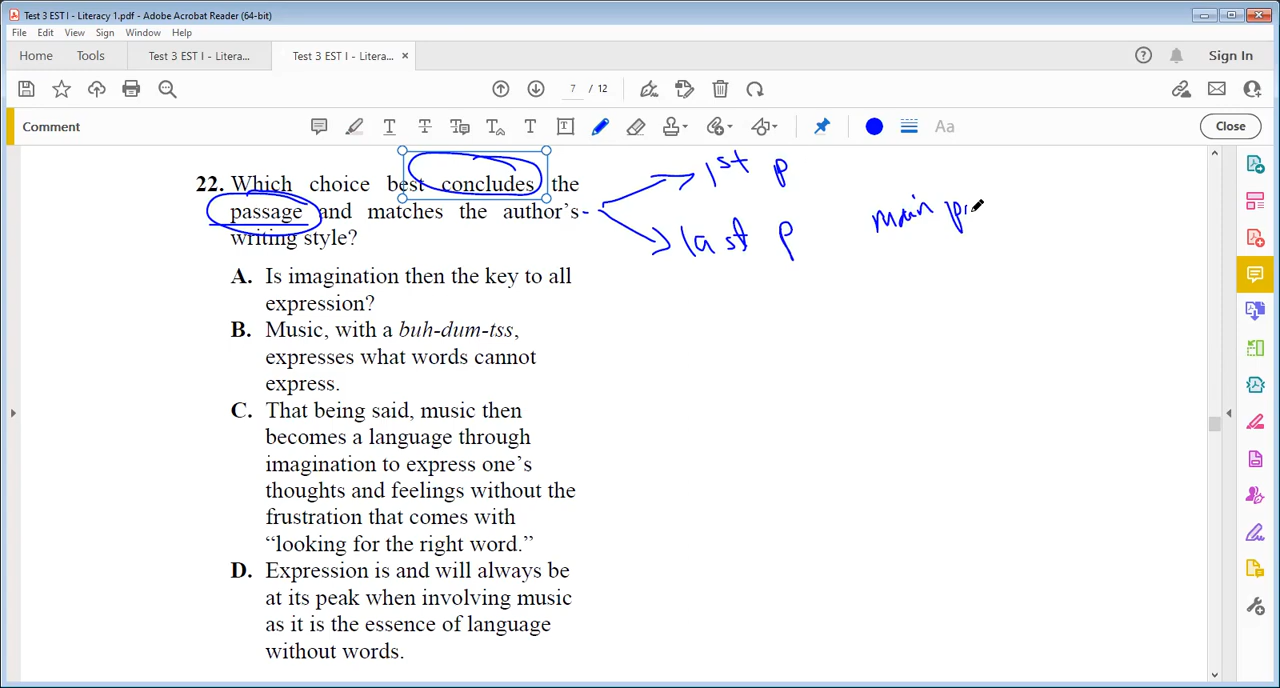 Test 3 EST I - Literacy 1.pdf - Adobe Acrobat Reader (64-bit)
File Edit View Sign Window Help
Home Tools Test 3 EST I - Litera... Test 3 EST I - Litera... × Sign In
7 / 12
Comment Aa Close
1st p
22. Which choice best concludes the
passage and matches the author's
main
last p
writing style?
A. Is imagination then the key to all
expression?
B. Music, with a buh-dum-tss,
expresses what words cannot
express.
C. That being said, music then
becomes a language through
imagination to express one's
thoughts and feelings without the
frustration that comes with
"looking for the right word."
D. Expression is and will always be
at its peak when involving music
as it is the essence of language
without words.